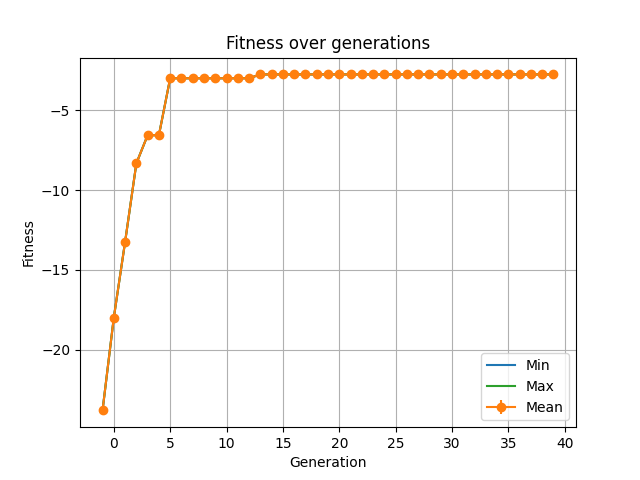 Fitness over generations
Fitness
−5
−10
−15
−20
0 5 10 15 20 25 30 35 40
Generation
Min
Max
Mean